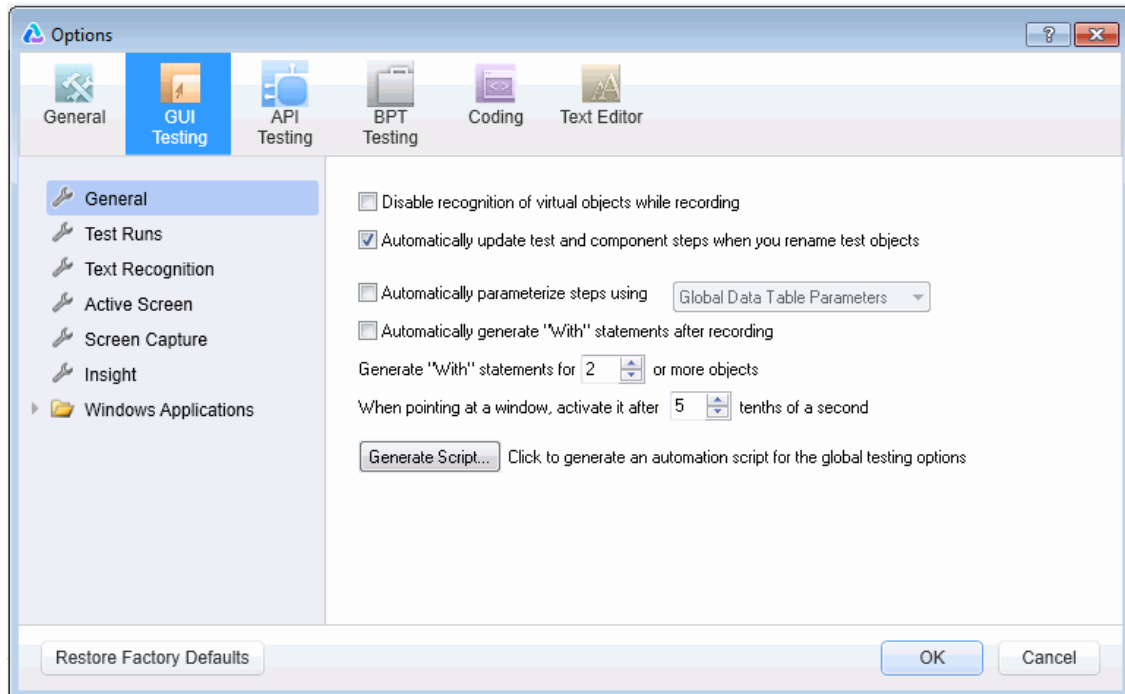 Options
General
GUI
Testing
API
Testing
BPT
Testing
Coding
Text Editor
General
Test Runs
Text Recognition
Active Screen
Screen Capture
Insight
Windows Applications
Disable recognition of virtual objects while recording
Automatically update test and component steps when you rename test objects
Automatically parameterize steps using Global Data Table Parameters
Automatically generate "With" statements after recording
Generate "With" statements for 2 or more objects
When pointing at a window, activate it after 5 tenths of a second
Generate Script... Click to generate an automation script for the global testing options
Restore Factory Defaults
OK
Cancel